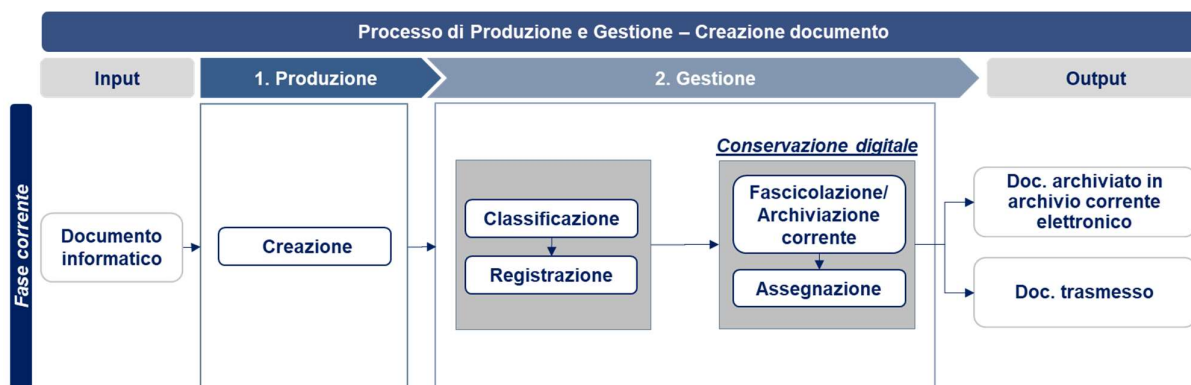 Processo di Produzione e Gestione – Creazione documento
Input
1. Produzione
2. Gestione
Output
Fase corrente
Documento
informatico
Creazione
Classificazione
Registrazione
Conservazione digitale
Fascicolazione/
Archiviazione
corrente
Assegnazione
Doc. archiviato in
archivio corrente
elettronico
Doc. trasmesso